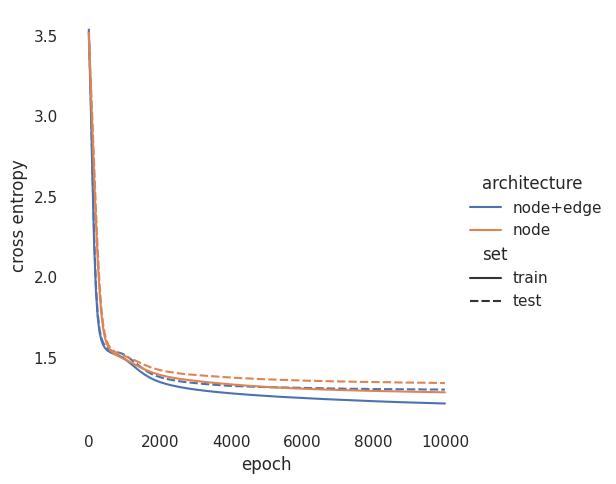 3.5
3.0
2.5
2.0
1.5
cross entropy
0 2000 4000 6000 8000 10000
epoch
architecture
node+edge
node
set
train
test